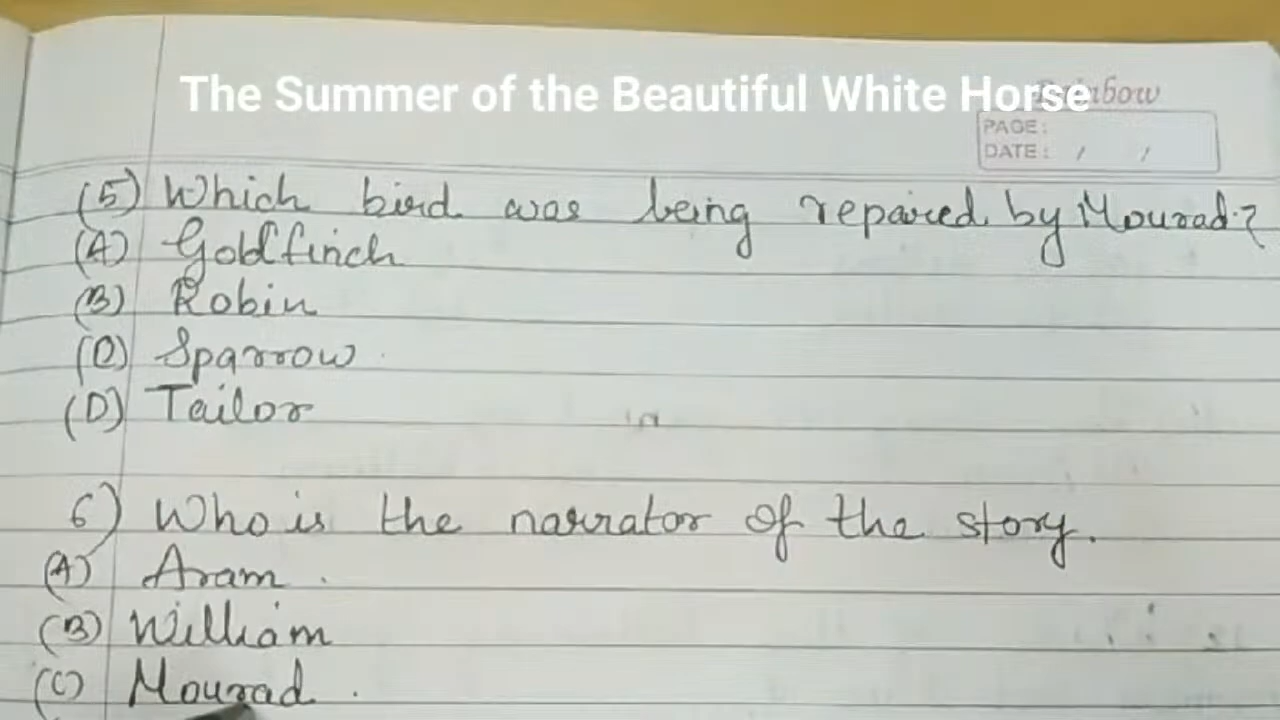 The Summer of the Beautiful White Horse
Rainbow
PAGE:
DATE: / /
(5) Which bird was being repaired by Mourad?
(A) Goldfinch
(B) Robin
(C) Sparrow
(D) Tailor
6) Who is the narrator of the story.
(A) Aram.
(B) William
(C) Mourad.